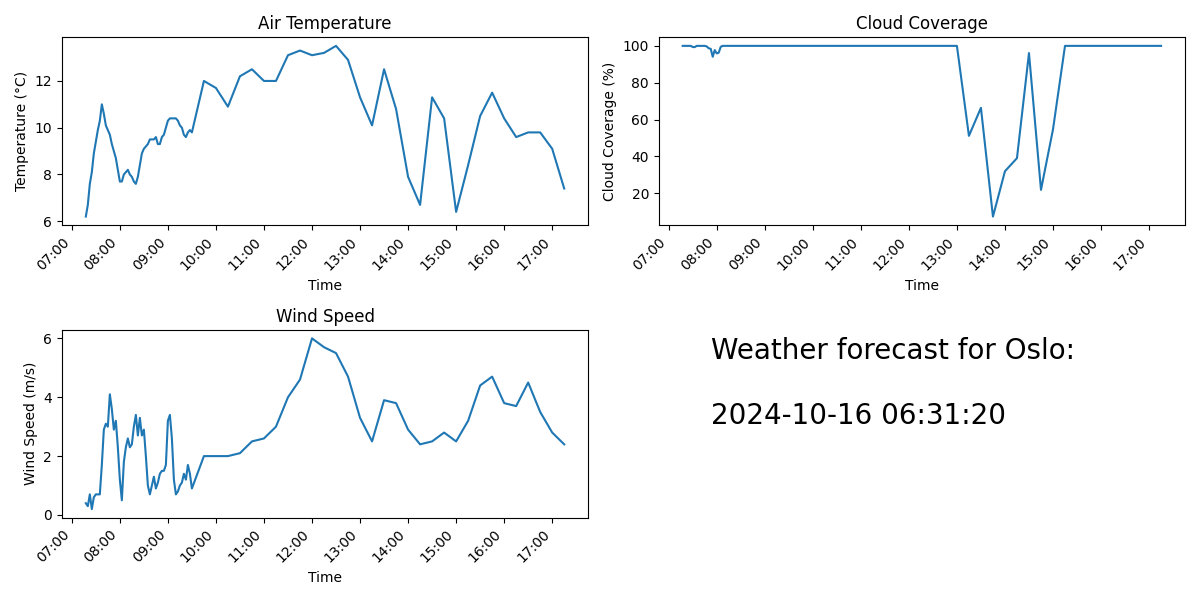 Air Temperature
Temperature (°C)
12
10
8
6
07:00 08:00 09:00 10:00 11:00 12:00 13:00 14:00 15:00 16:00 17:00
Time
Cloud Coverage
Cloud Coverage (%)
100
80
60
40
20
07:00 08:00 09:00 10:00 11:00 12:00 13:00 14:00 15:00 16:00 17:00
Time
Wind Speed
Wind Speed (m/s)
6
4
2
0
07:00 08:00 09:00 10:00 11:00 12:00 13:00 14:00 15:00 16:00 17:00
Time
Weather forecast for Oslo:
2024-10-16 06:31:20